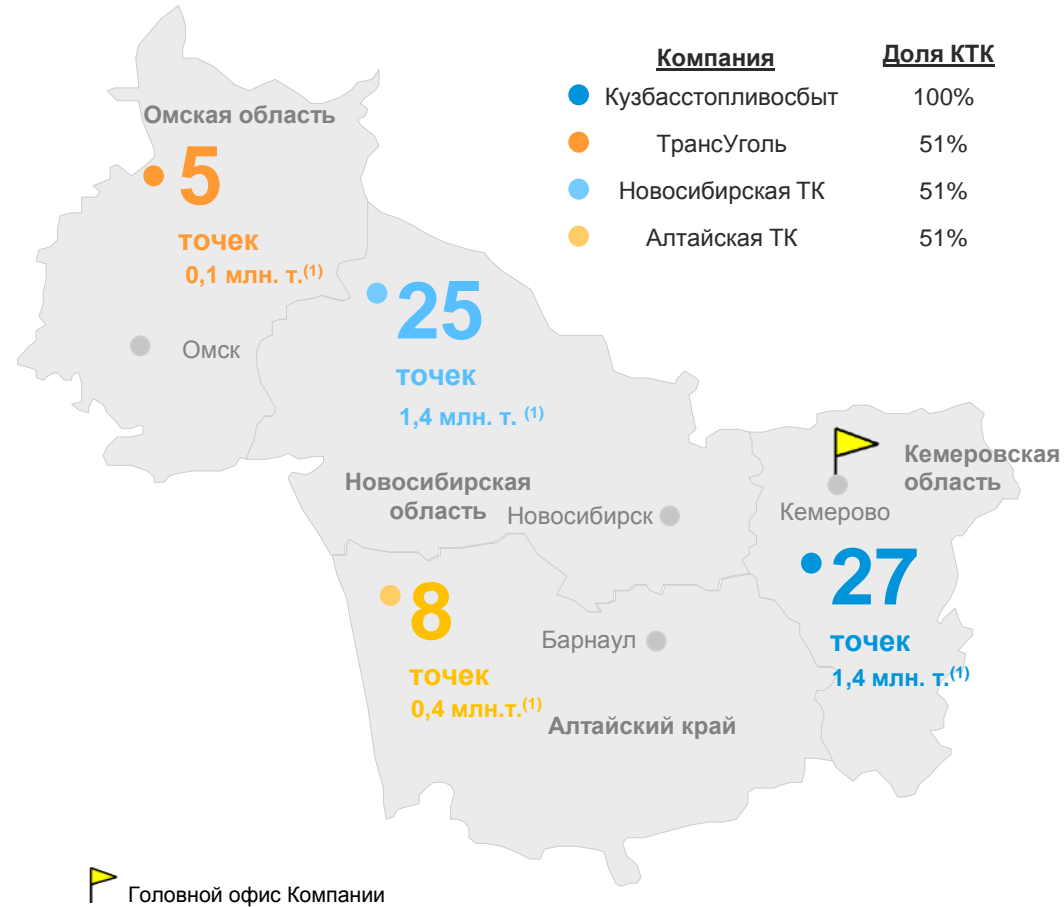 Компания Доля КТК
Кузбасстопливосбыт 100%
ТрансУголь 51%
Новосибирская ТК 51%
Алтайская ТК 51%
Омская область
5
точек
0,1 млн. т.(1)
Омск
25
точек
1,4 млн. т. (1)
Новосибирская
область
Новосибирск
Кемеровская
область
Кемерово
27
точек
1,4 млн. т.(1)
8
точек
0,4 млн.т.(1)
Барнаул
Алтайский край
Головной офис Компании